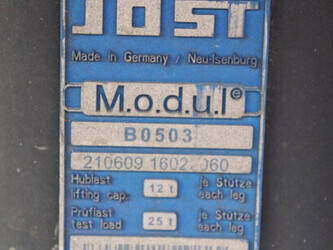 JOST
Made in Germany / Neu-Isenburg
M.o.d.u.l®
B0503
210609 1602 060
Hublast 12 t je Stütze
lifting cap. each leg
Prüflast 25 t je Stütze
test load each leg